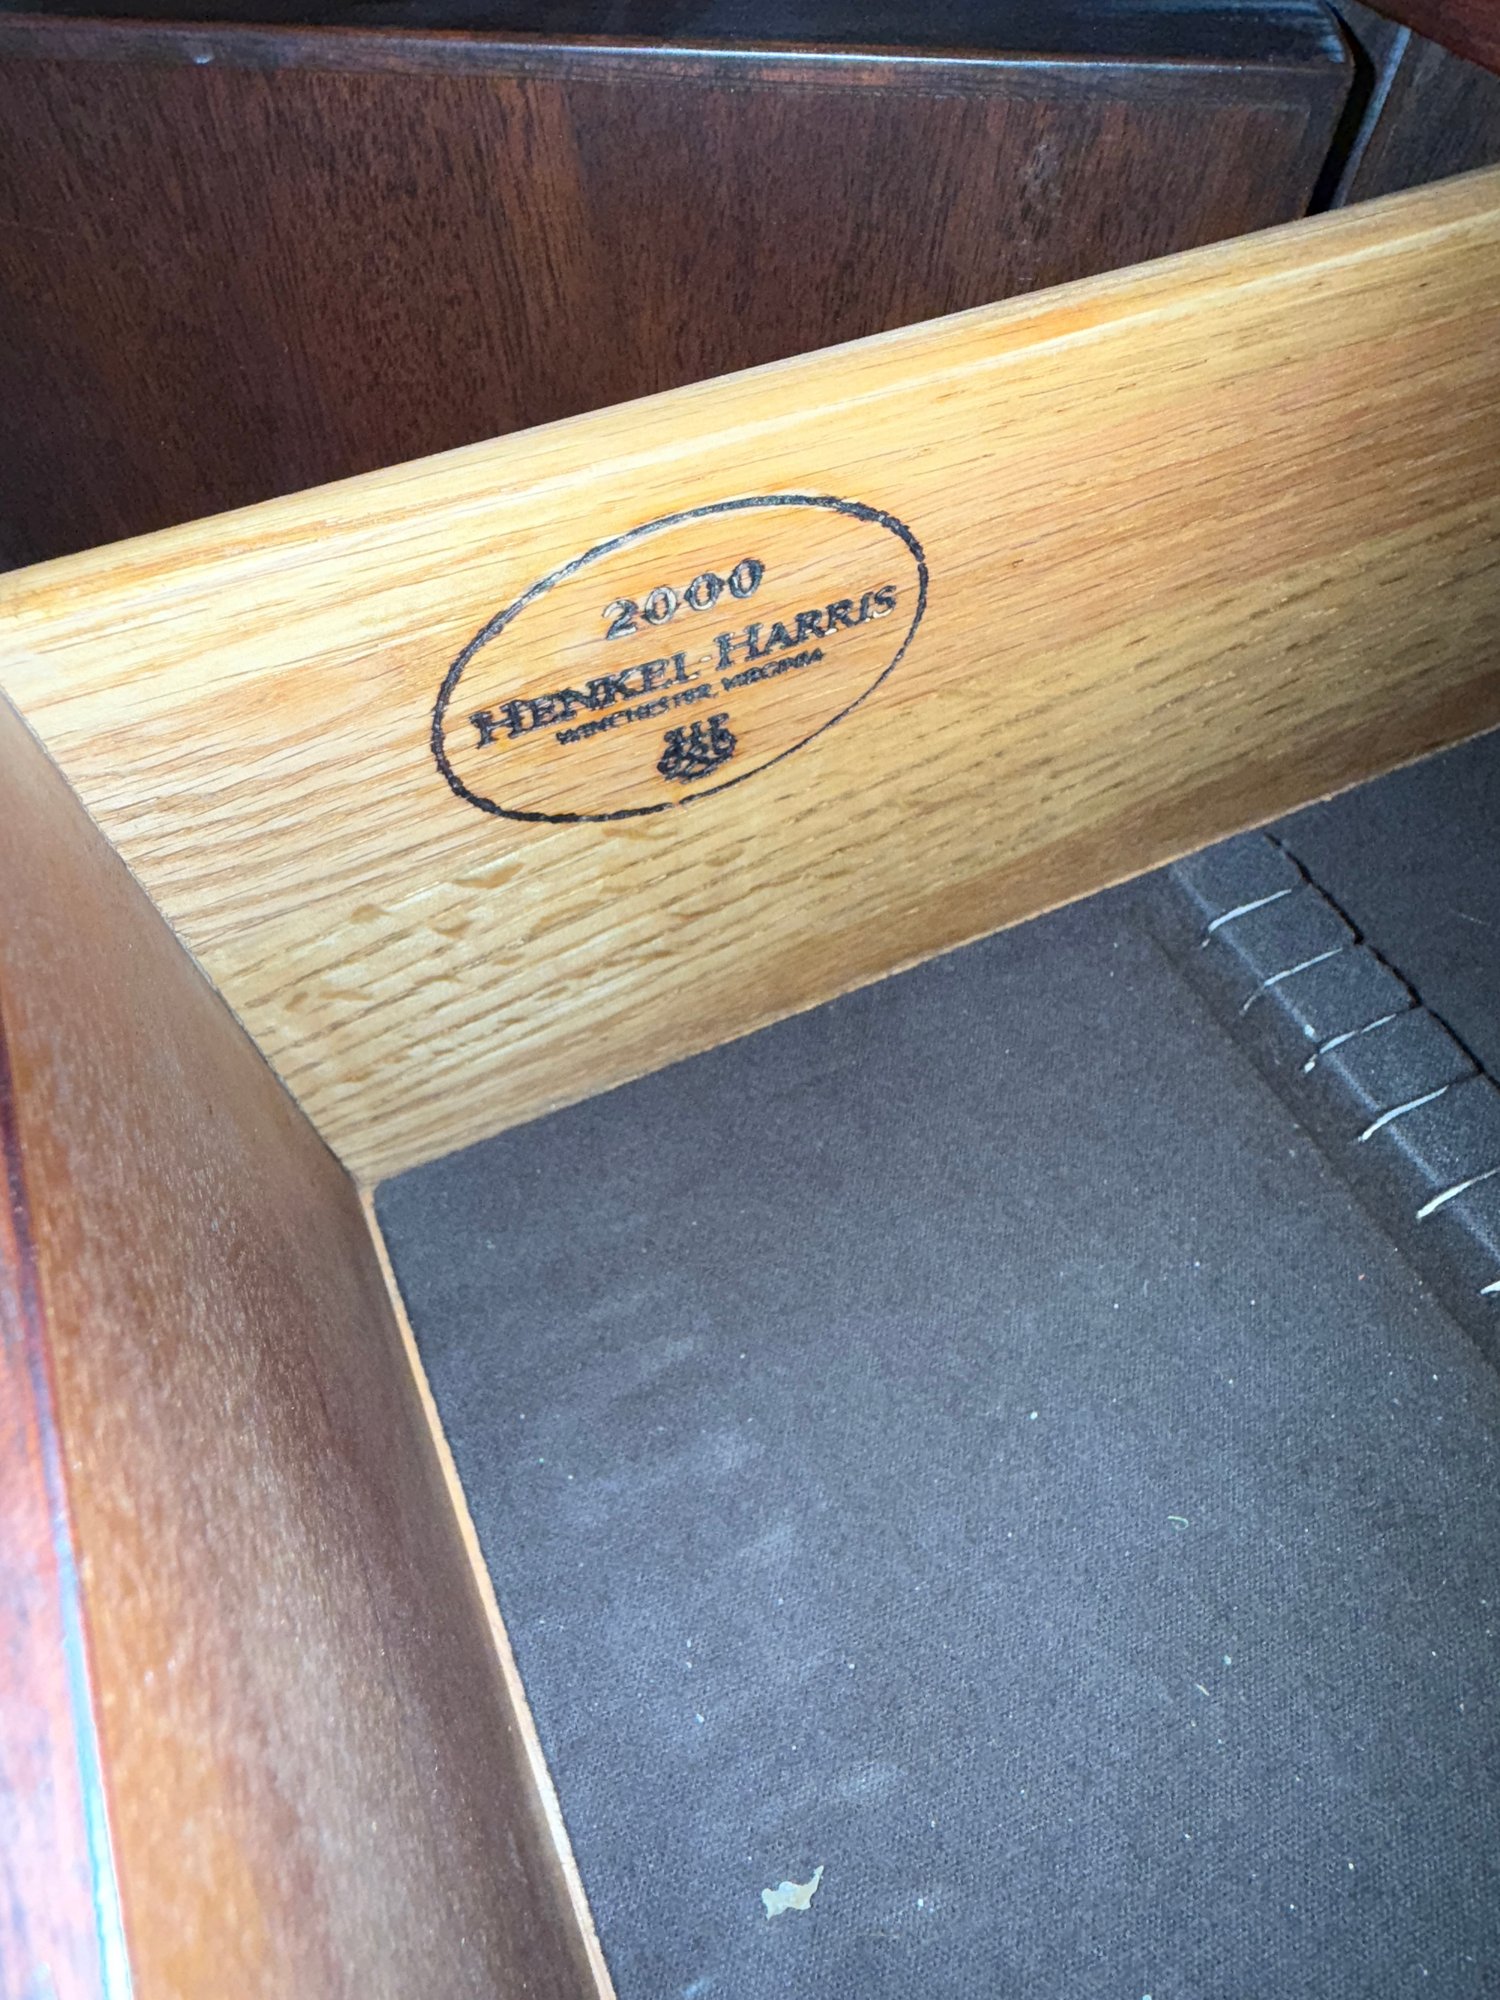 2000
HENKEL-HARRIS
WINCHESTER, VIRGINIA